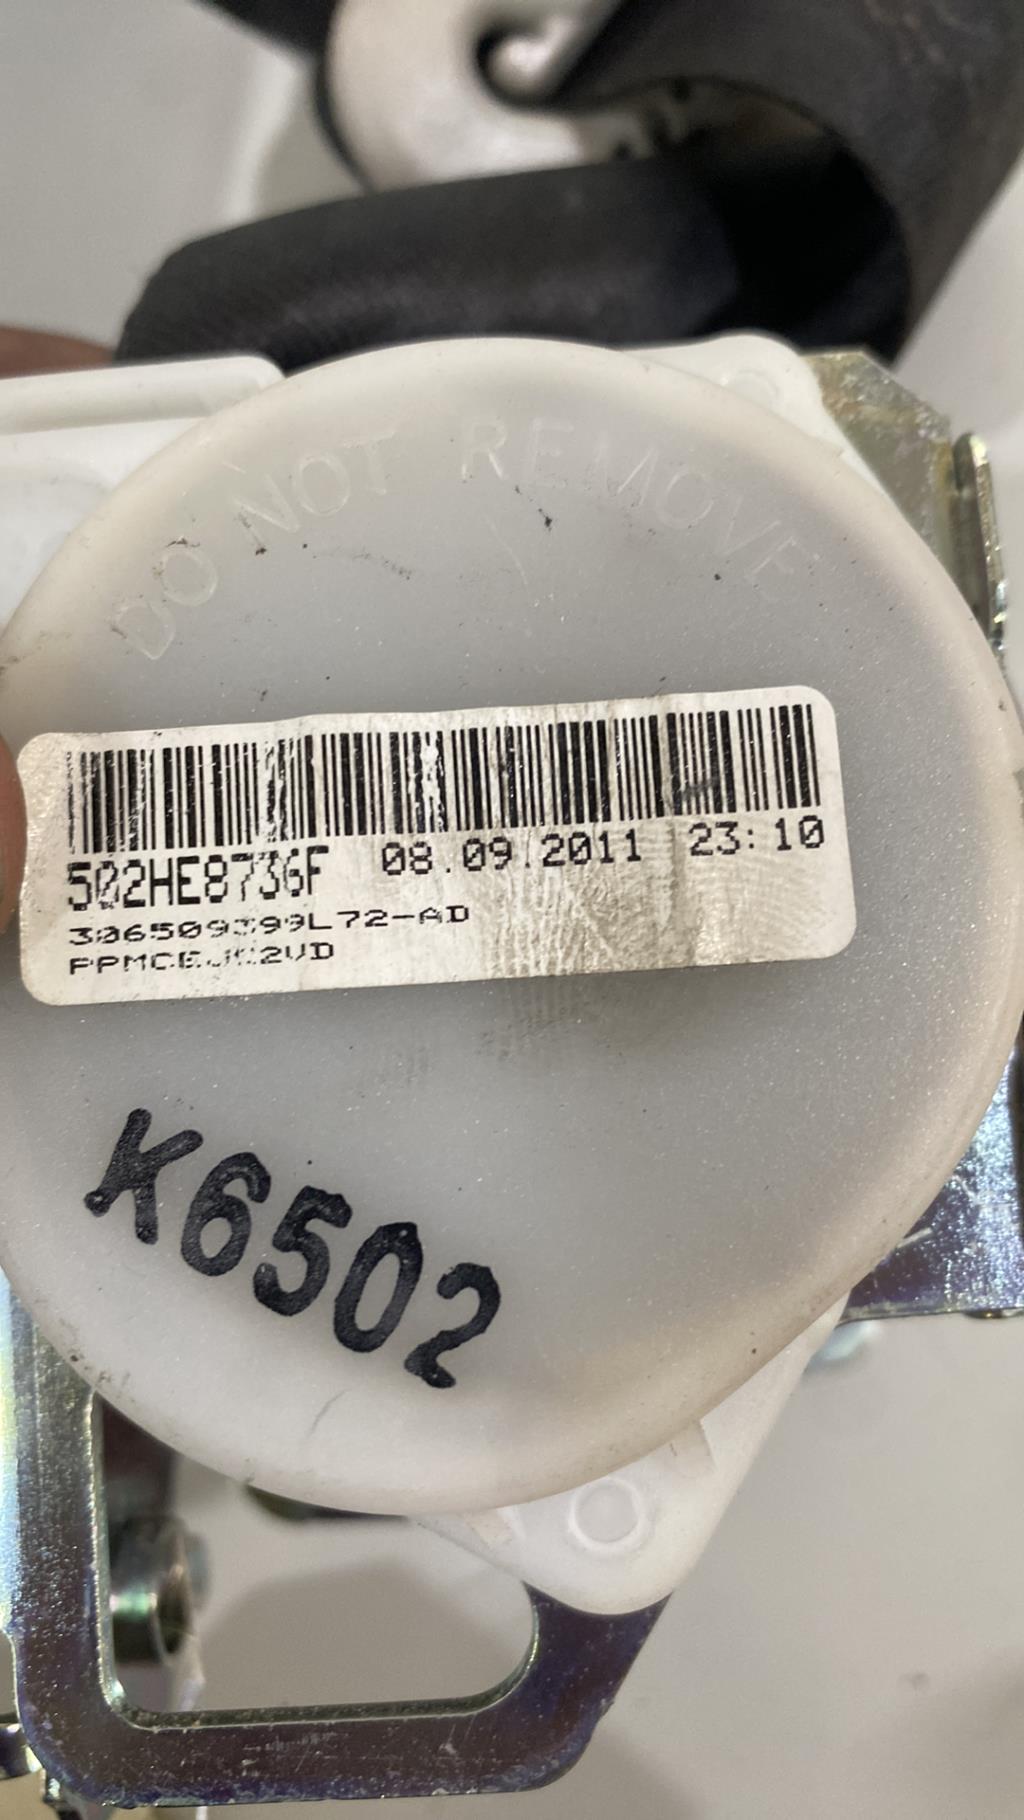 DO NOT REMOVE
502HE8736F 08.09.2011 23:10
306509399L72-AD
K6502